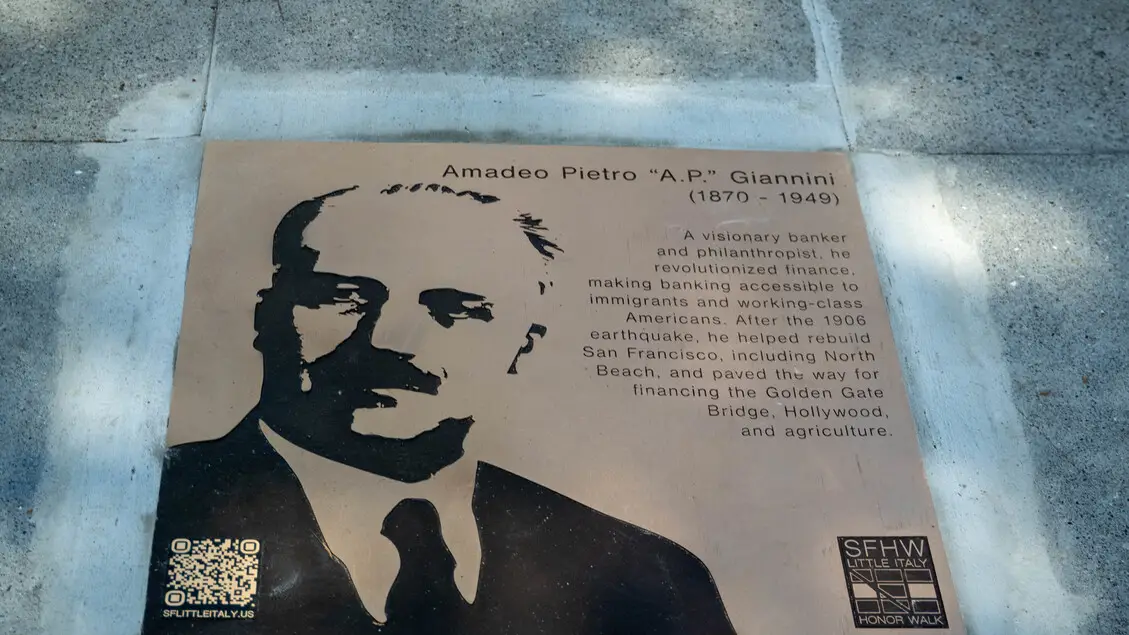 Amadeo Pietro “A.P.” Giannini
(1870 - 1949)
A visionary banker
and philanthropist, he
revolutionized finance,
making banking accessible to
immigrants and working-class
Americans. After the 1906
earthquake, he helped rebuild
San Francisco, including North
Beach, and paved the way for
financing the Golden Gate
Bridge, Hollywood,
and agriculture.
SFLITTLEITALY.US
SFHW
LITTLE ITALY
HONOR WALK